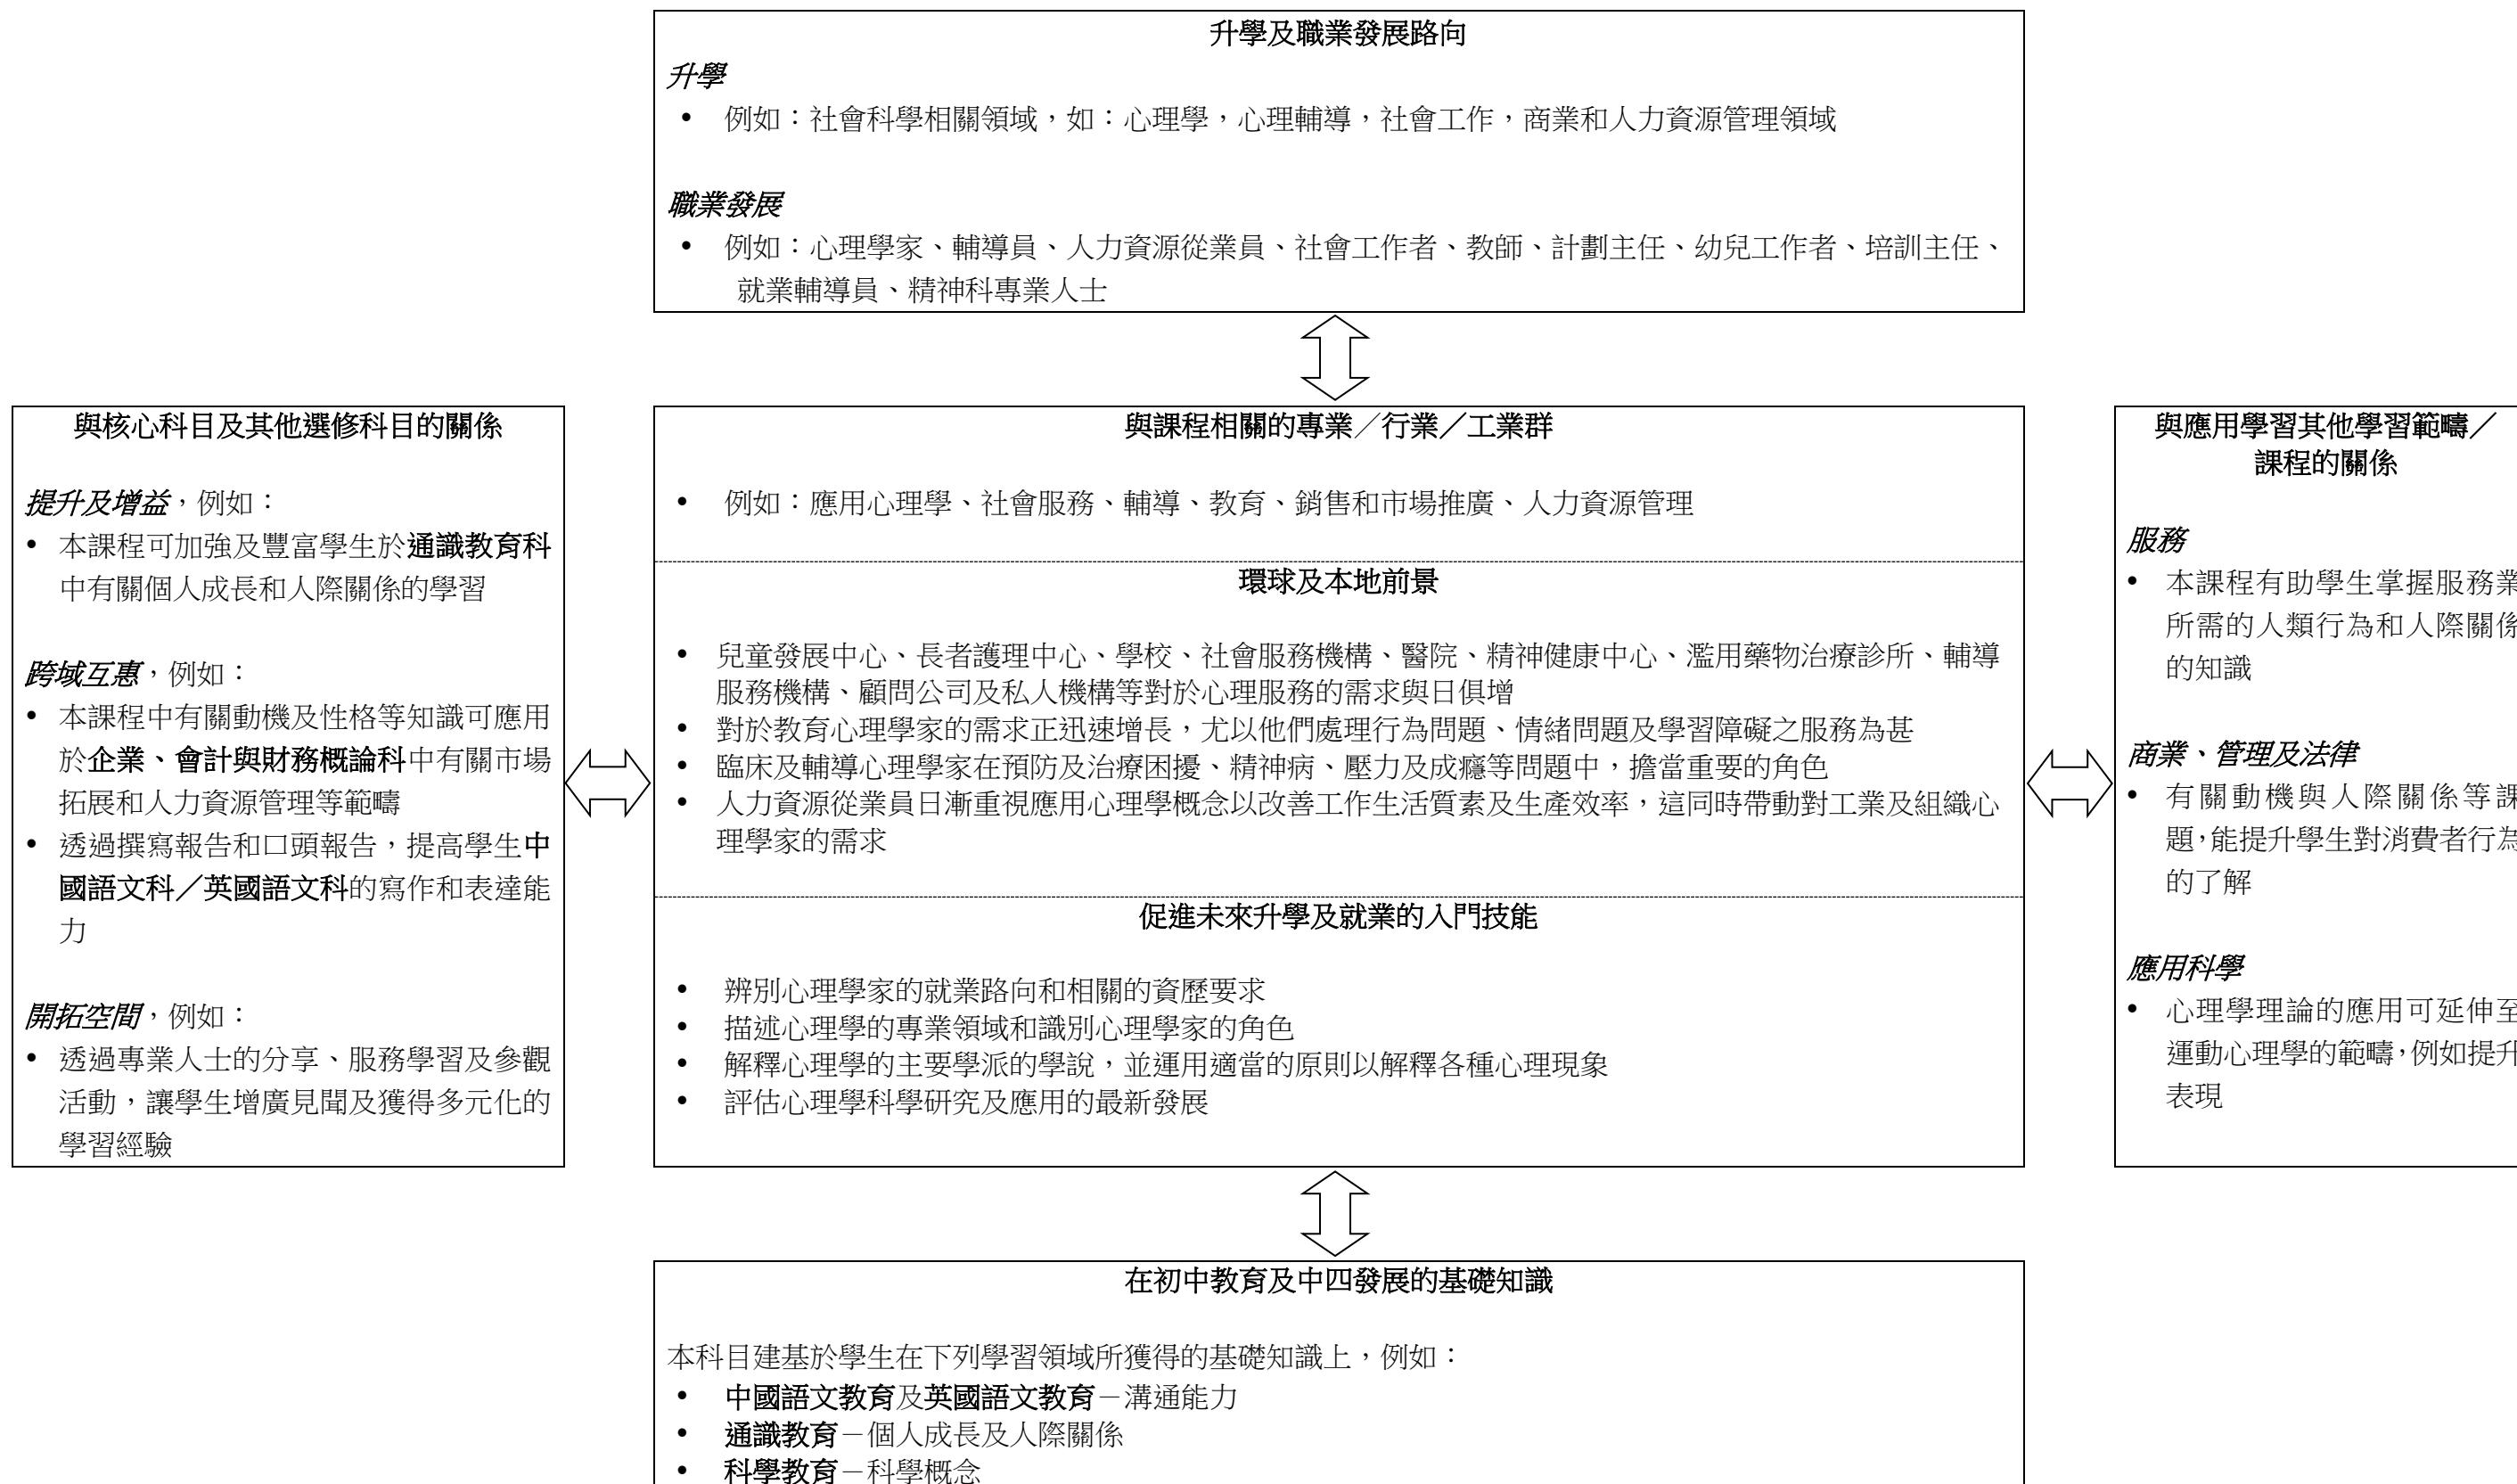 升學及職業發展路向
升學
• 例如：社會科學相關領域，如：心理學，心理輔導，社會工作，商業和人力資源管理領域
職業發展
• 例如：心理學家、輔導員、人力資源從業員、社會工作者、教師、計劃主任、幼兒工作者、培訓主任、
就業輔導員、精神科專業人士
與核心科目及其他選修科目的關係
提升及增益，例如：
• 本課程可加強及豐富學生於通識教育科
中有關個人成長和人際關係的學習
跨域互惠，例如：
• 本課程中有關動機及性格等知識可應用
於企業、會計與財務概論科中有關市場
拓展和人力資源管理等範疇
• 透過撰寫報告和口頭報告，提高學生中
國語文科／英國語文科的寫作和表達能
力
開拓空間，例如：
• 透過專業人士的分享、服務學習及參觀
活動，讓學生增廣見聞及獲得多元化的
學習經驗
與課程相關的專業／行業／工業群
• 例如：應用心理學、社會服務、輔導、教育、銷售和市場推廣、人力資源管理
環球及本地前景
• 兒童發展中心、長者護理中心、學校、社會服務機構、醫院、精神健康中心、濫用藥物治療診所、輔導
服務機構、顧問公司及私人機構等對於心理服務的需求與日俱增
• 對於教育心理學家的需求正迅速增長，尤以他們處理行為問題、情緒問題及學習障礙之服務為甚
• 臨床及輔導心理學家在預防及治療困擾、精神病、壓力及成癮等問題中，擔當重要的角色
• 人力資源從業員日漸重視應用心理學概念以改善工作生活質素及生產效率，這同時帶動對工業及組織心
理學家的需求
促進未來升學及就業的入門技能
• 辨別心理學家的就業路向和相關的資歷要求
• 描述心理學的專業領域和識別心理學家的角色
• 解釋心理學的主要學派的學說，並運用適當的原則以解釋各種心理現象
• 評估心理學科學研究及應用的最新發展
與應用學習其他學習範疇／
課程的關係
服務
• 本課程有助學生掌握服務業
所需的人類行為和人際關係
的知識
商業、管理及法律
• 有關動機與人際關係等課
題，能提升學生對消費者行為
的了解
應用科學
• 心理學理論的應用可延伸至
運動心理學的範疇，例如提升
表現
在初中教育及中四發展的基礎知識
本科目建基於學生在下列學習領域所獲得的基礎知識上，例如：
• 中國語文教育及英國語文教育－溝通能力
• 通識教育－個人成長及人際關係
• 科學教育－科學概念